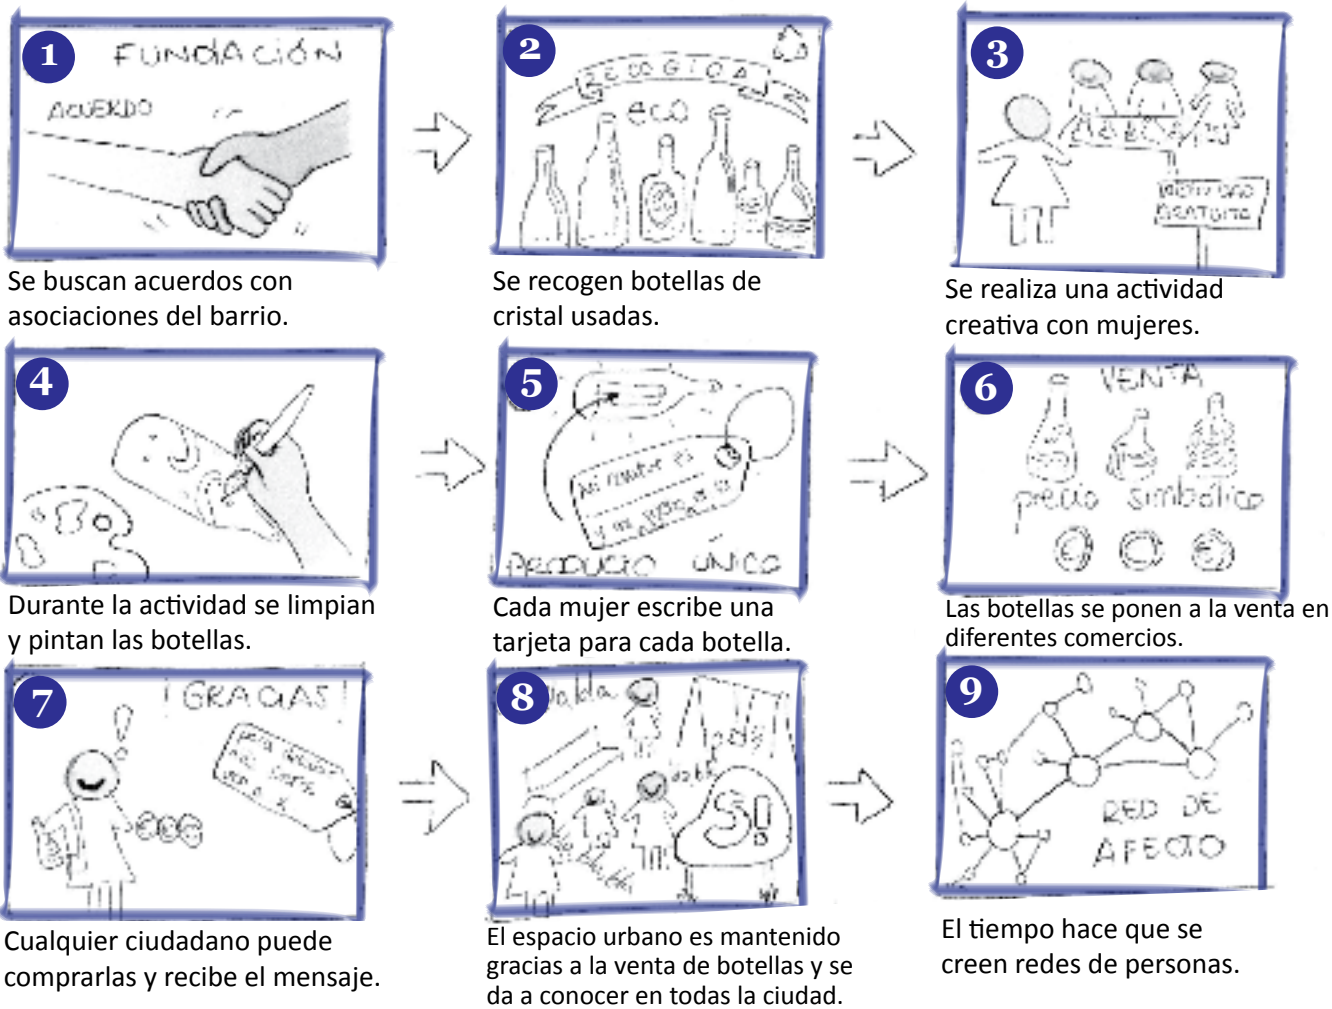 1
FUNDACIÓN
ACUERDO
Se buscan acuerdos con
asociaciones del barrio.
2
RECOGIDA
eco
Se recogen botellas de
cristal usadas.
3
ACTIVIDAD
GRATUITA
Se realiza una actividad
creativa con mujeres.
4
Durante la actividad se limpian
y pintan las botellas.
5
PRODUCTO ÚNICO
Cada mujer escribe una
tarjeta para cada botella.
6
VENTA
precio simbólico
Las botellas se ponen a la venta en
diferentes comercios.
7
¡GRACIAS!
Cualquier ciudadano puede
comprarlas y recibe el mensaje.
8
El espacio urbano es mantenido
gracias a la venta de botellas y se
da a conocer en todas la ciudad.
9
RED DE
AFECTO
El tiempo hace que se
creen redes de personas.